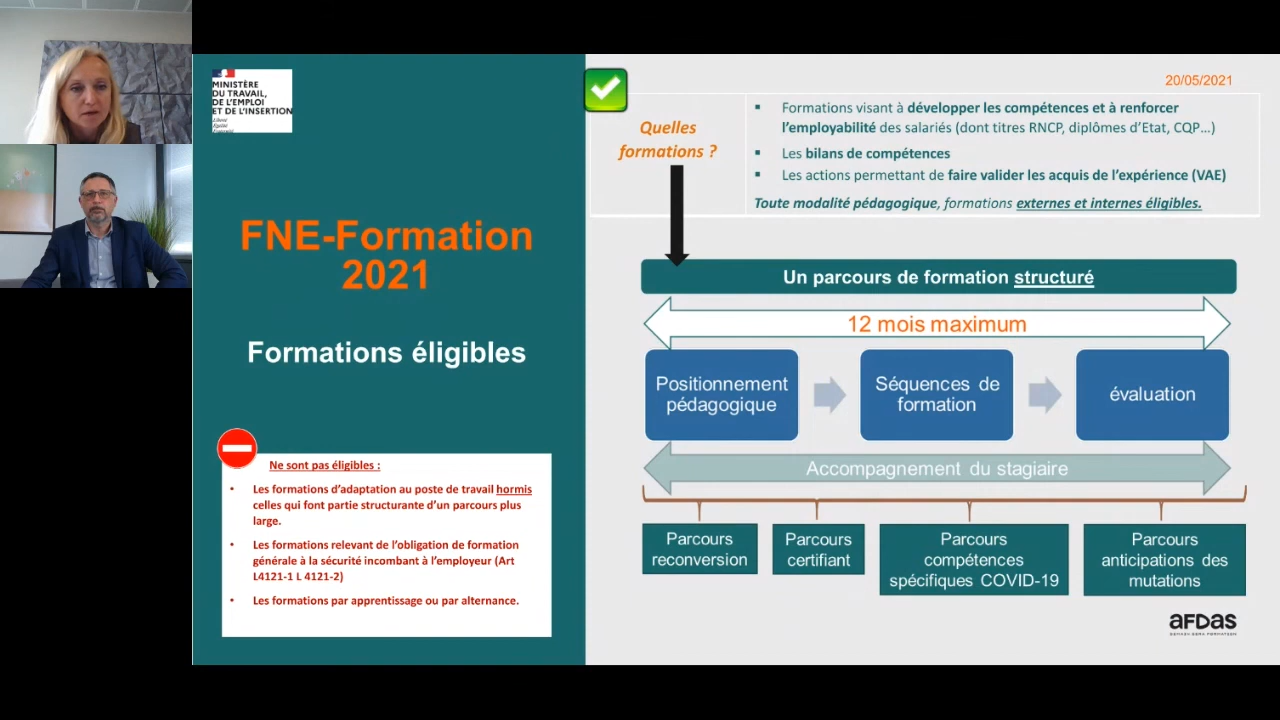 MINISTÈRE
DU TRAVAIL,
DE L'EMPLOI
ET DE L'INSERTION
Liberté
Égalité
Fraternité
FNE-Formation
2021
Formations éligibles
Ne sont pas éligibles :
• Les formations d'adaptation au poste de travail hormis
celles qui font partie structurante d'un parcours plus
large.
• Les formations relevant de l'obligation de formation
générale à la sécurité incombant à l'employeur (Art
L4121-1 L 4121-2)
• Les formations par apprentissage ou par alternance.
20/05/2021
Quelles
formations ?
▪ Formations visant à développer les compétences et à renforcer
l'employabilité des salariés (dont titres RNCP, diplômes d'Etat, CQP…)
▪ Les bilans de compétences
▪ Les actions permettant de faire valider les acquis de l'expérience (VAE)
Toute modalité pédagogique, formations externes et internes éligibles.
Un parcours de formation structuré
12 mois maximum
Positionnement
pédagogique
Séquences de
formation
évaluation
Accompagnement du stagiaire
Parcours
reconversion
Parcours
certifiant
Parcours
compétences
spécifiques COVID-19
Parcours
anticipations des
mutations
afdas